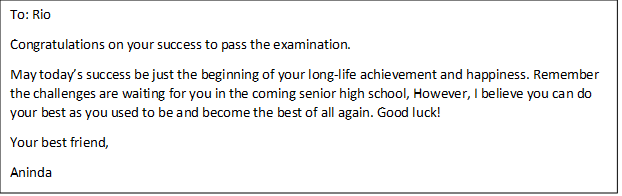 To: Rio
Congratulations on your success to pass the examination.
May today's success be just the beginning of your long-life achievement and happiness. Remember
the challenges are waiting for you in the coming senior high school, However, I believe you can do
your best as you used to be and become the best of all again. Good luck!
Your best friend,
Aninda